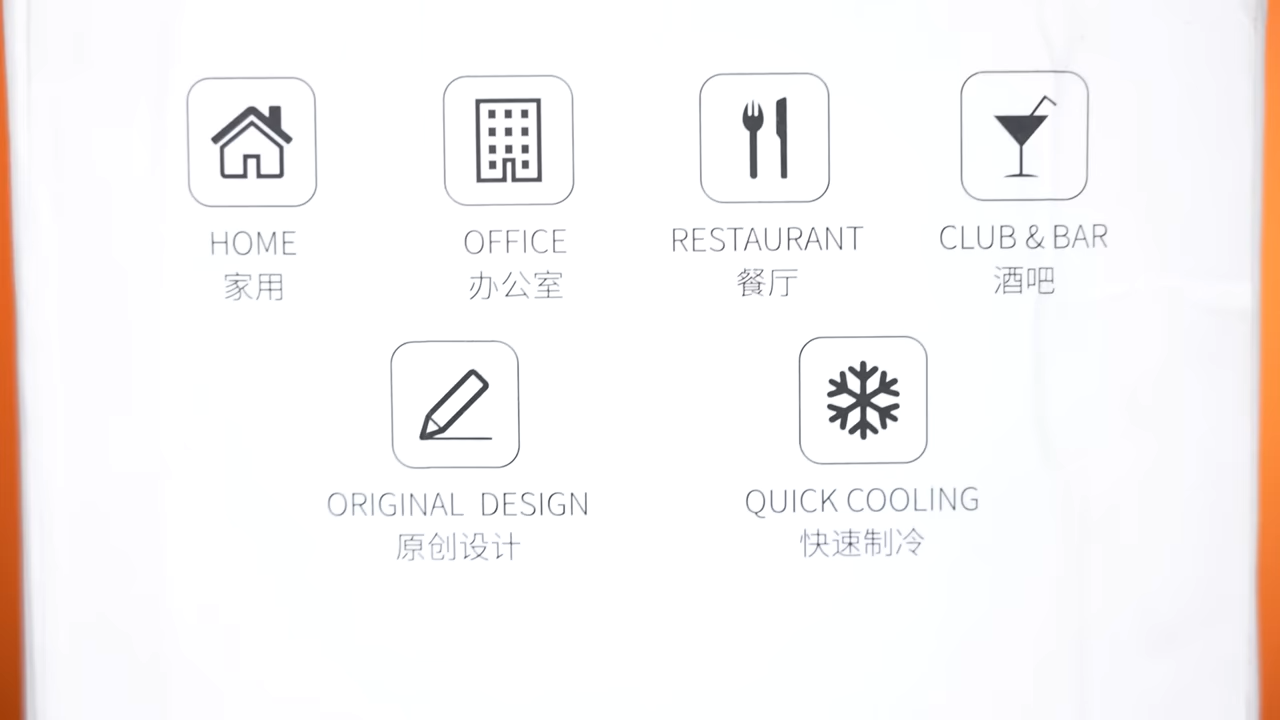 HOME
家用
OFFICE
办公室
RESTAURANT
餐厅
CLUB & BAR
酒吧
ORIGINAL DESIGN
原创设计
QUICK COOLING
快速制冷